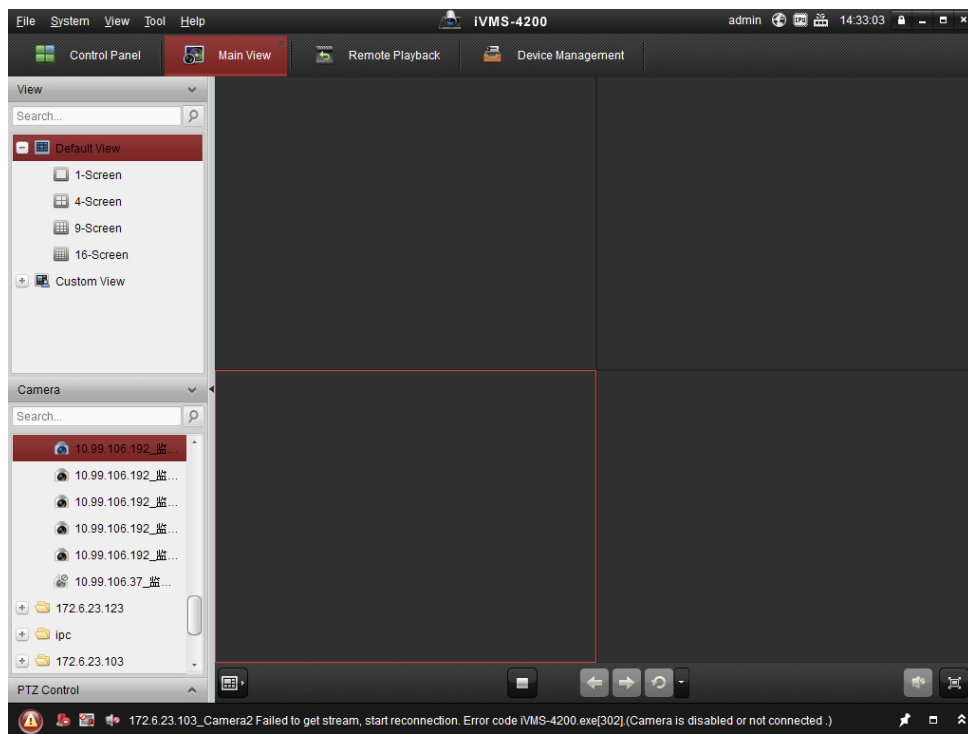 File System View Tool Help iVMS-4200 admin 14:33:03
Control Panel Main View Remote Playback Device Management
View
Search...
Default View
1-Screen
4-Screen
9-Screen
16-Screen
Custom View
Camera
Search...
10.99.106.192_监...
10.99.106.192_监...
10.99.106.192_监...
10.99.106.192_监...
10.99.106.192_监...
10.99.106.37_监...
172.6.23.123
ipc
172.6.23.103
PTZ Control
172.6.23.103_Camera2 Failed to get stream, start reconnection. Error code iVMS-4200.exe[302].(Camera is disabled or not connected .)